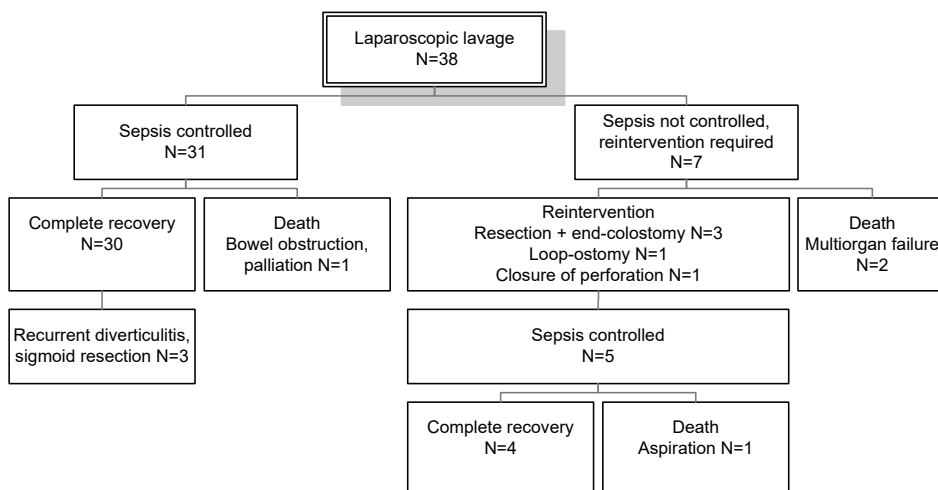 Laparoscopic lavage
N=38
Sepsis controlled
N=31
Sepsis not controlled,
reintervention required
N=7
Complete recovery
N=30
Death
Bowel obstruction,
palliation N=1
Reintervention
Resection + end-colostomy N=3
Loop-ostomy N=1
Closure of perforation N=1
Death
Multiorgan failure
N=2
Recurrent diverticulitis,
sigmoid resection N=3
Sepsis controlled
N=5
Complete recovery
N=4
Death
Aspiration N=1